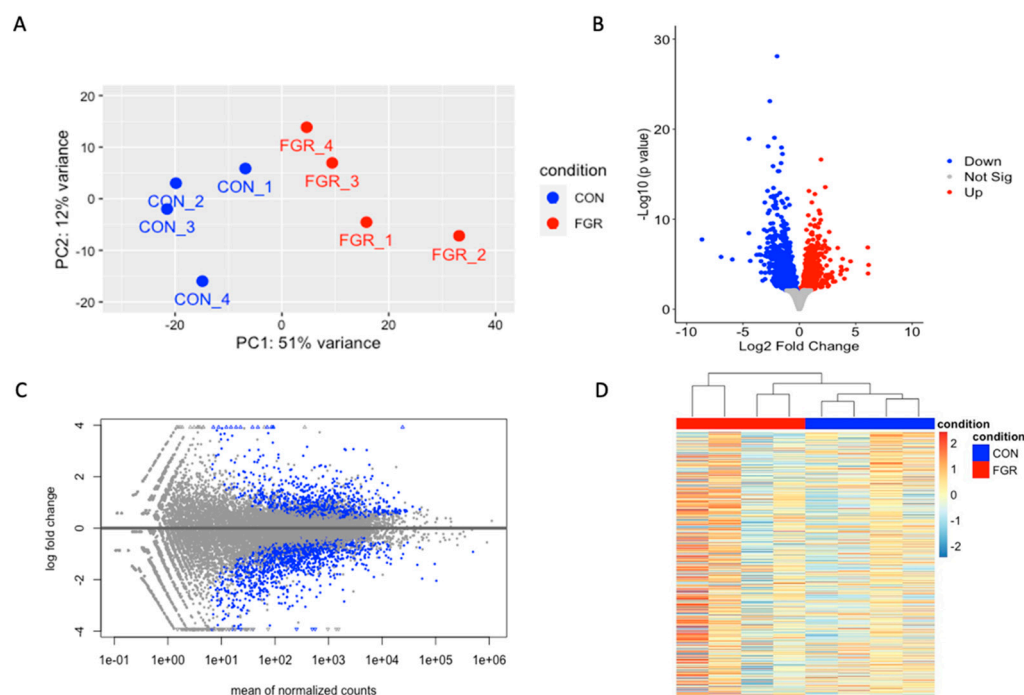 A
20
10
0
-10
-20
PC2: 12% variance
FGR_4
FGR_3
CON_1
CON_2
CON_3
FGR_1
FGR_2
CON_4
-20 0 20 40
PC1: 51% variance
condition
CON
FGR
B
30
20
10
0
-Log10 (p value)
-10 -5 0 5 10
Log2 Fold Change
Down
Not Sig
Up
C
4
2
0
-2
-4
log fold change
1e-01 1e+00 1e+01 1e+02 1e+03 1e+04 1e+05 1e+06
mean of normalized counts
D
condition
2
1
0
-1
-2
condition
CON
FGR